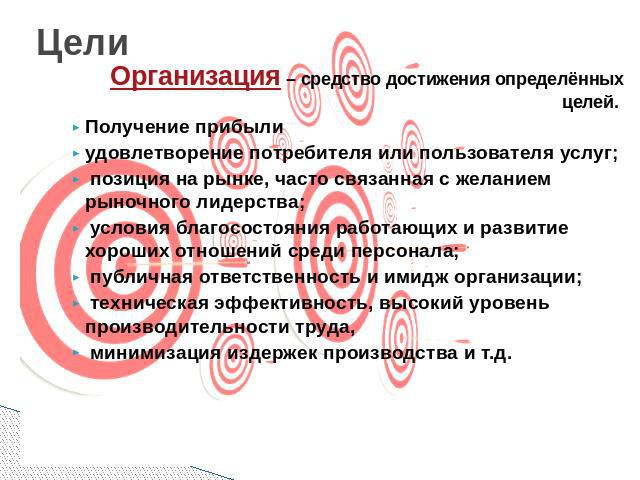 Цели
Организация – средство достижения определённых
целей.
Получение прибыли
удовлетворение потребителя или пользователя услуг;
позиция на рынке, часто связанная с желанием
рыночного лидерства;
условия благосостояния работающих и развитие
хороших отношений среди персонала;
публичная ответственность и имидж организации;
техническая эффективность, высокий уровень
производительности труда,
минимизация издержек производства и т.д.